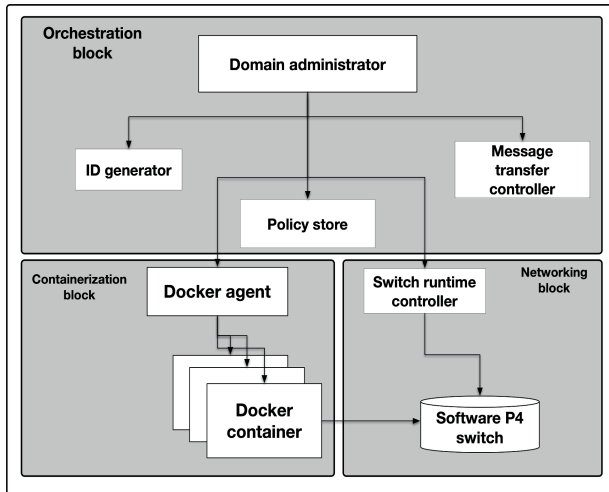 Orchestration
block
Domain administrator
ID generator
Message
transfer
controller
Policy store
Containerization
block
Docker agent
Docker
container
Switch runtime
controller
Networking
block
Software P4
switch